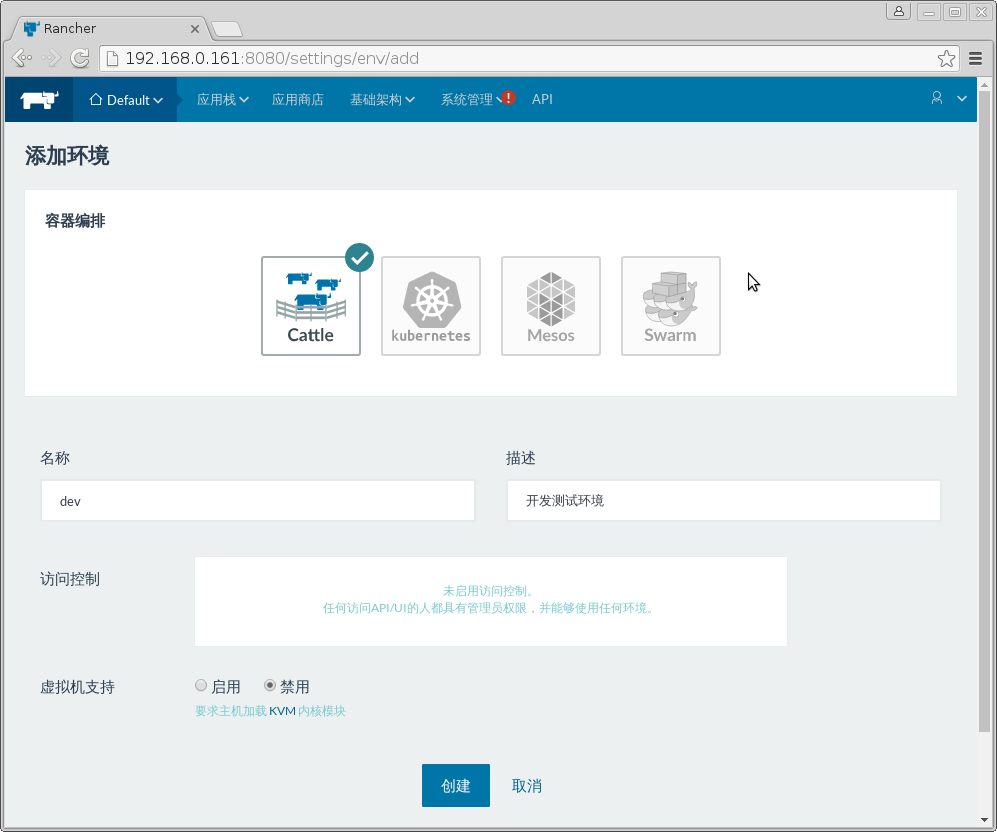 Rancher
192.168.0.161:8080/settings/env/add
Default 应用栈 应用商店 基础架构 系统管理 ! API
添加环境
容器编排
Cattle kubernetes Mesos Swarm
名称 描述
dev 开发测试环境
访问控制
未启用访问控制。
任何访问API/UI的人都具有管理员权限，并能够使用任何环境。
虚拟机支持 启用 禁用
要求主机加载 KVM 内核模块
创建 取消